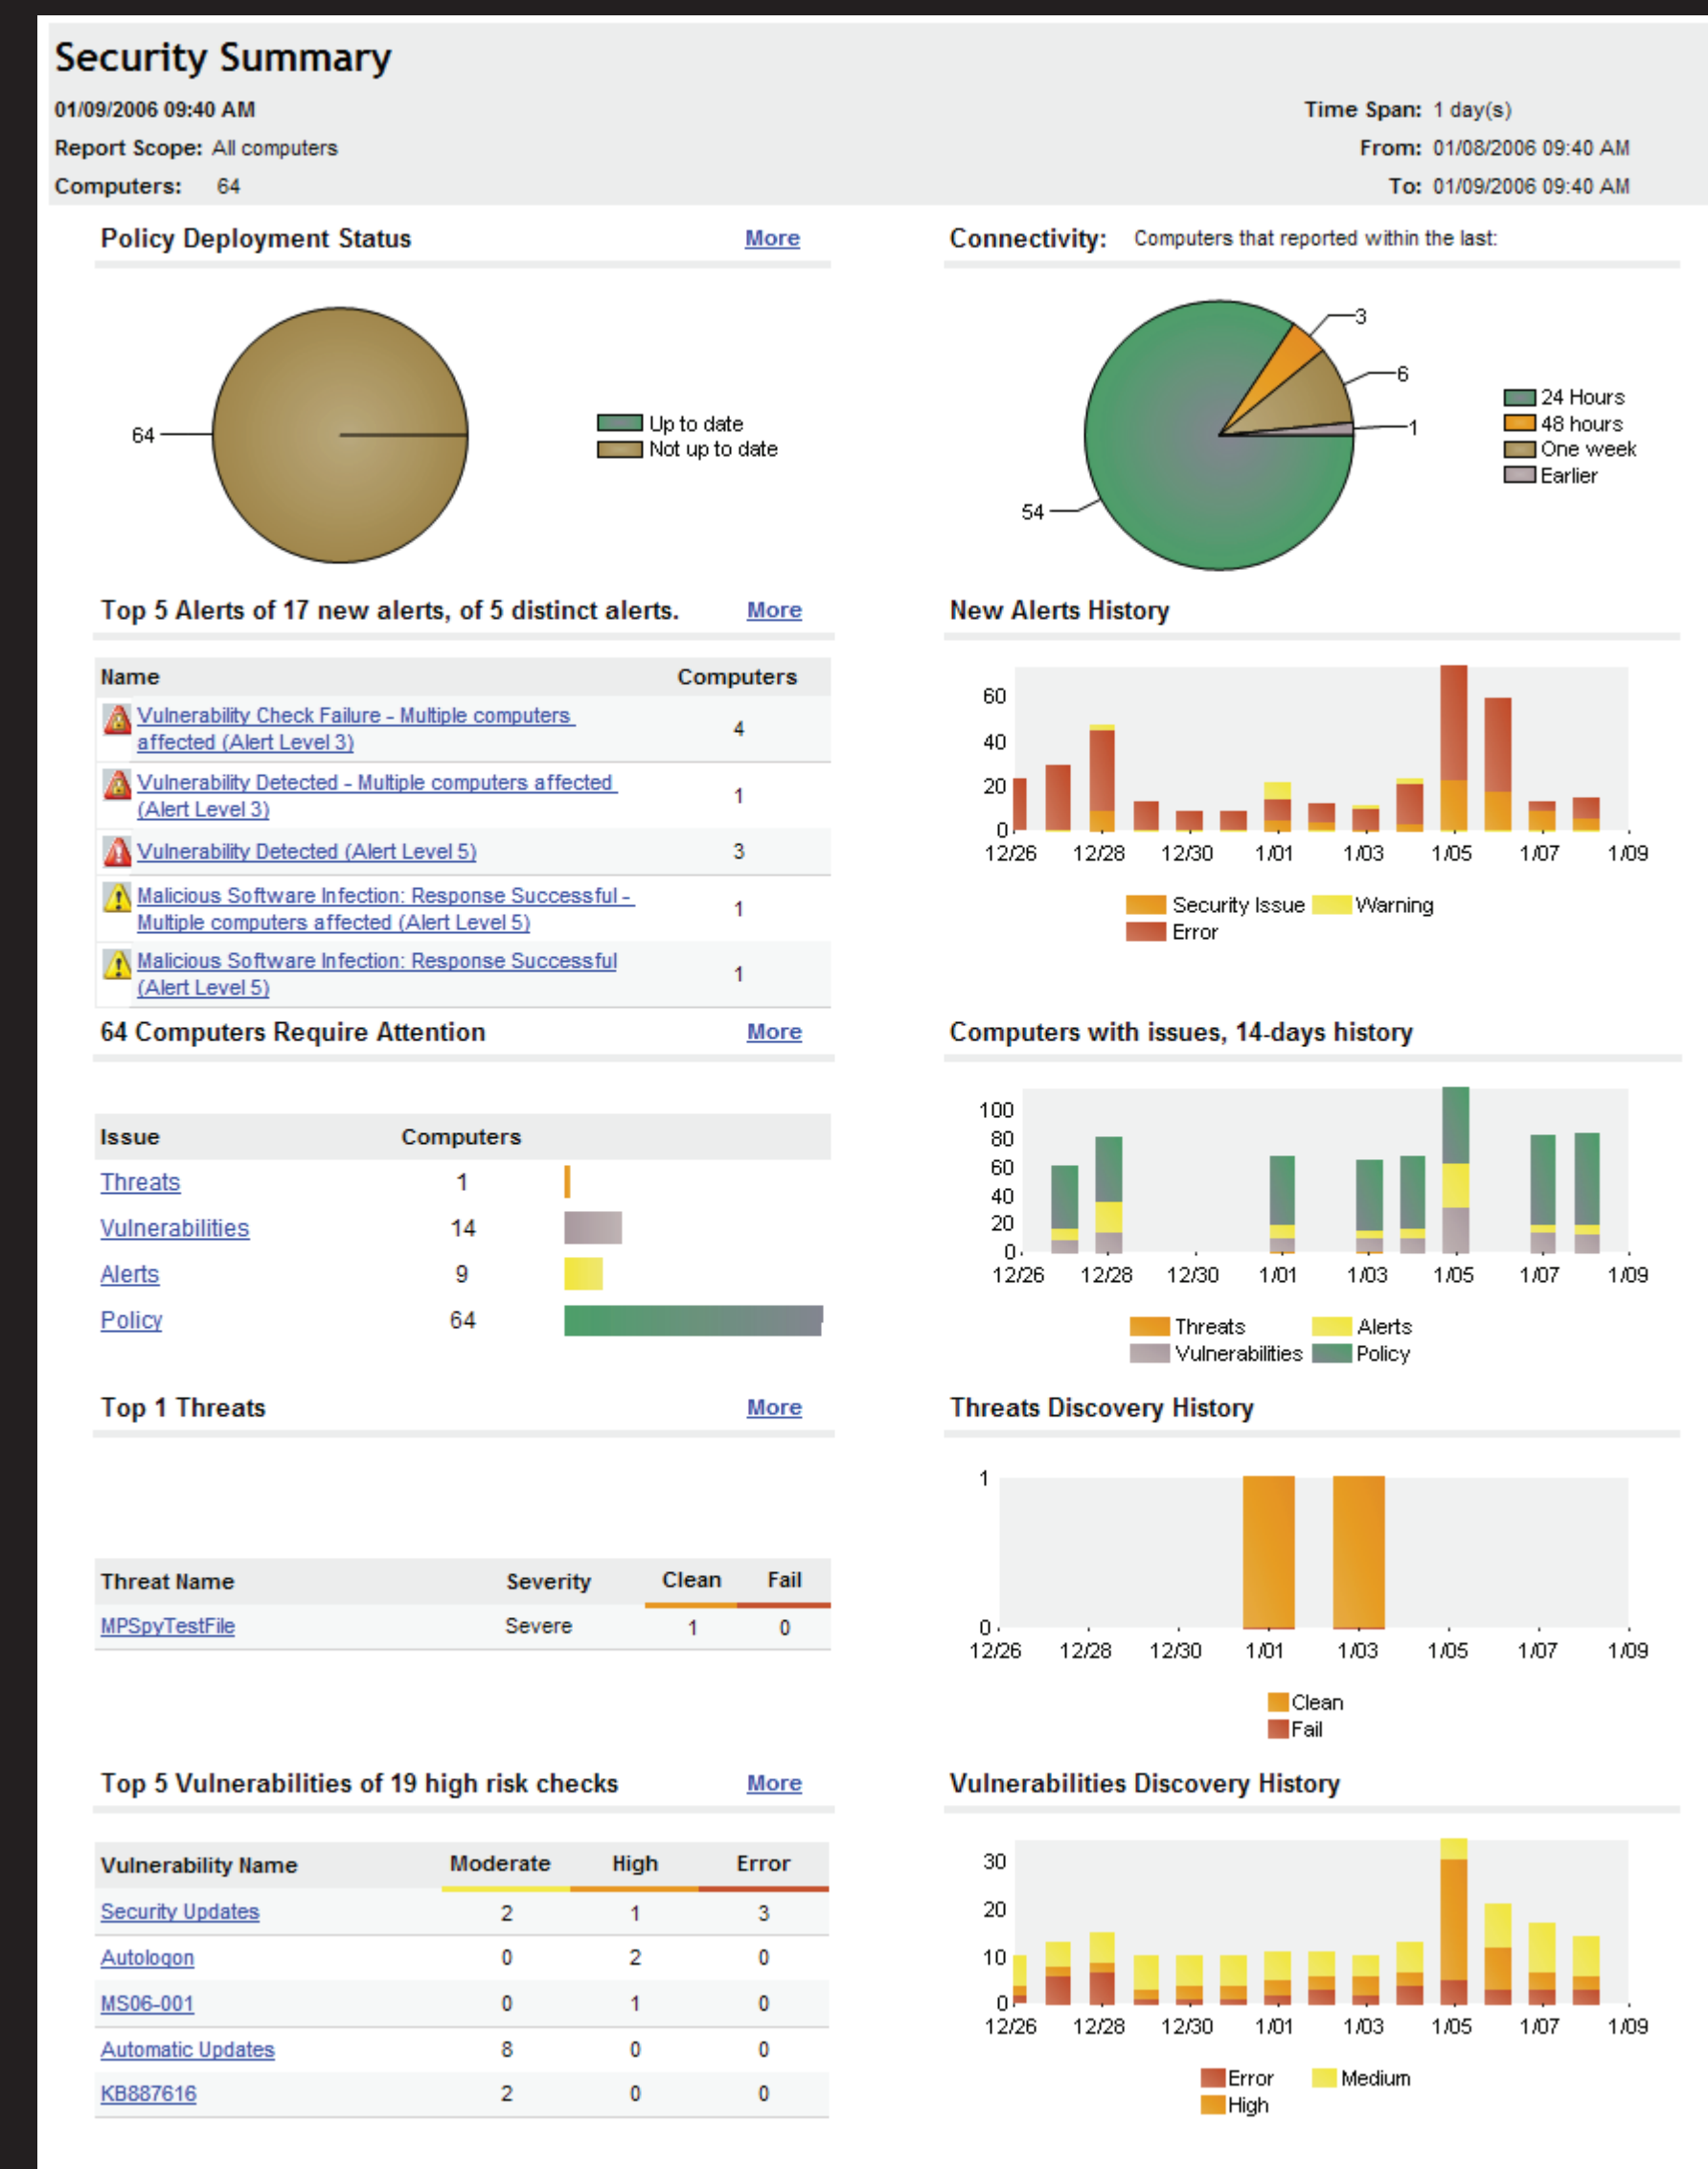 Security Summary
01/09/2006 09:40 AM
Time Span: 1 day(s)
Report Scope: All computers
From: 01/08/2006 09:40 AM
Computers: 64
To: 01/09/2006 09:40 AM
Policy Deployment Status More
64
Up to date
Not up to date
Connectivity: Computers that reported within the last:
3
6
1
54
24 Hours
48 hours
One week
Earlier
Top 5 Alerts of 17 new alerts, of 5 distinct alerts. More
Name Computers
Vulnerability Check Failure - Multiple computers
affected (Alert Level 3) 4
Vulnerability Detected - Multiple computers affected
(Alert Level 3) 1
Vulnerability Detected (Alert Level 5) 3
Malicious Software Infection: Response Successful -
Multiple computers affected (Alert Level 5) 1
Malicious Software Infection: Response Successful
(Alert Level 5) 1
New Alerts History
60
40
20
0
12/26 12/28 12/30 1/01 1/03 1/05 1/07 1/09
Security Issue Warning
Error
64 Computers Require Attention More
Issue Computers
Threats 1
Vulnerabilities 14
Alerts 9
Policy 64
Computers with issues, 14-days history
100
80
60
40
20
0
12/26 12/28 12/30 1/01 1/03 1/05 1/07 1/09
Threats Alerts
Vulnerabilities Policy
Top 1 Threats More
Threat Name Severity Clean Fail
MPSpyTestFile Severe 1 0
Threats Discovery History
1
0
12/26 12/28 12/30 1/01 1/03 1/05 1/07 1/09
Clean
Fail
Top 5 Vulnerabilities of 19 high risk checks More
Vulnerability Name Moderate High Error
Security Updates 2 1 3
Autologon 0 2 0
MS06-001 0 1 0
Automatic Updates 8 0 0
KB887616 2 0 0
Vulnerabilities Discovery History
30
20
10
0
12/26 12/28 12/30 1/01 1/03 1/05 1/07 1/09
Error Medium
High